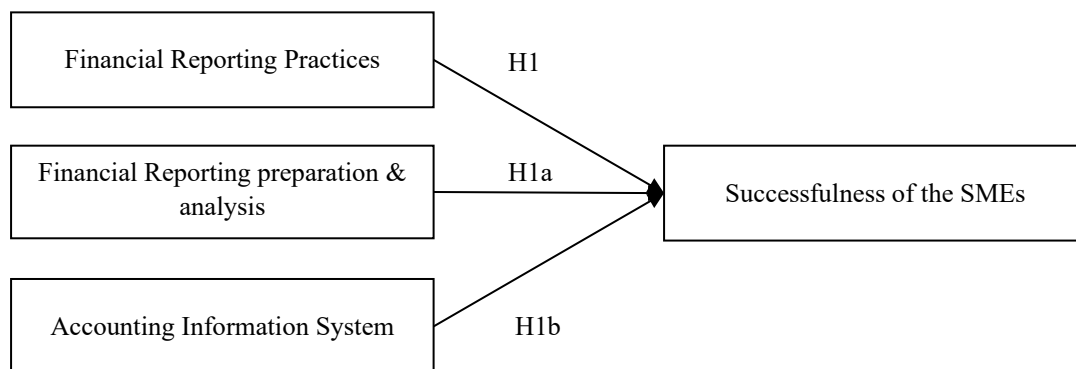 Financial Reporting Practices
H1
Financial Reporting preparation &
analysis
H1a
Successfulness of the SMEs
Accounting Information System
H1b